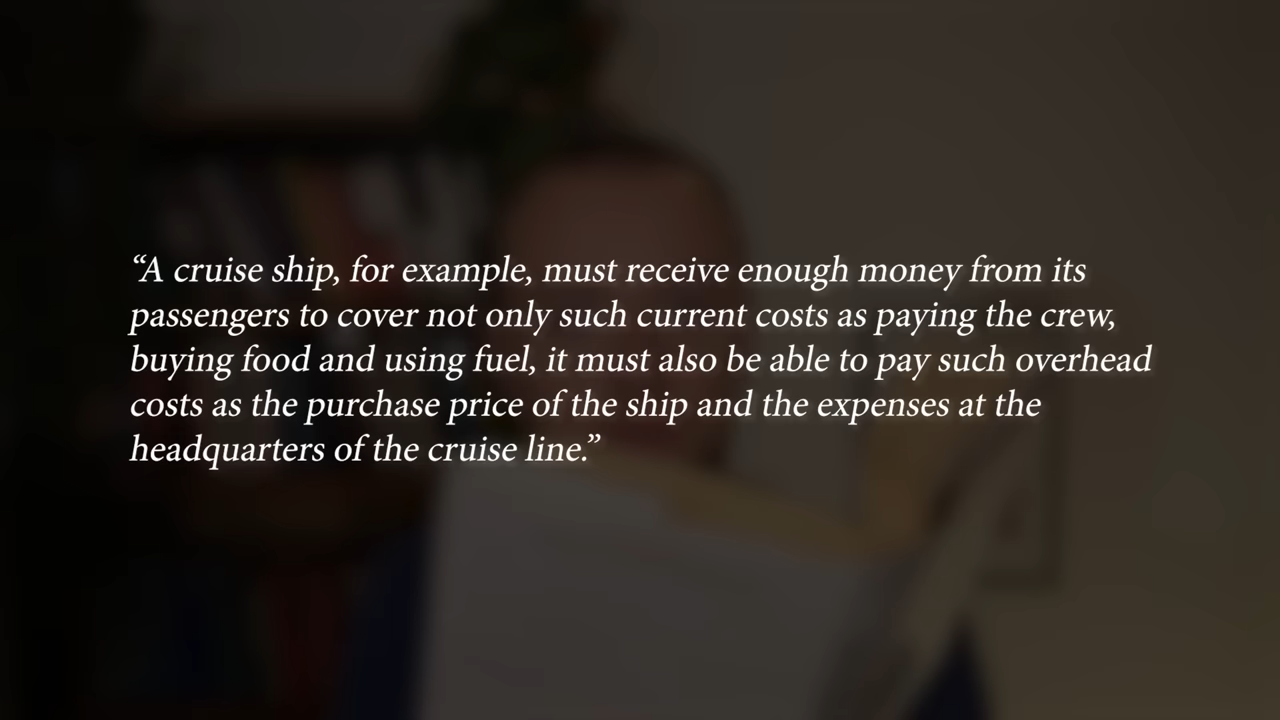 “A cruise ship, for example, must receive enough money from its
passengers to cover not only such current costs as paying the crew,
buying food and using fuel, it must also be able to pay such overhead
costs as the purchase price of the ship and the expenses at the
headquarters of the cruise line.”